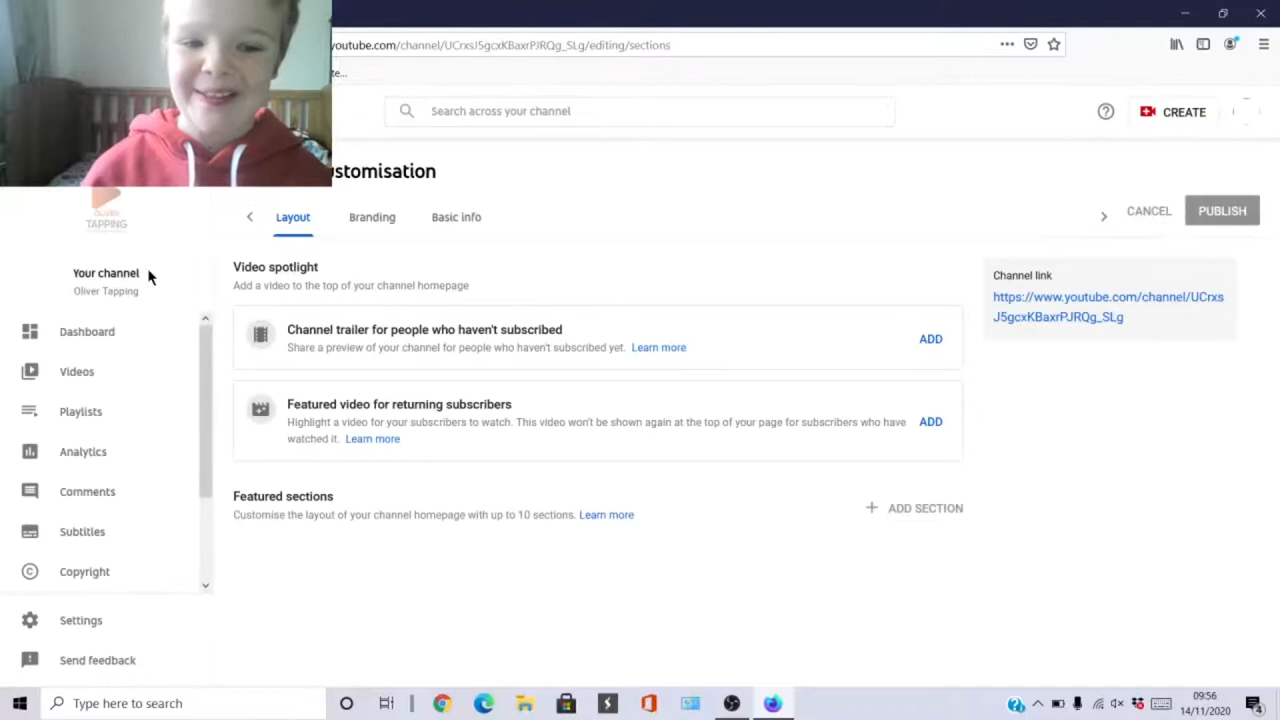 youtube.com/channel/UCrxsJ5gcxKBaxrPJRQg_SLg/editing/sections
te...
Search across your channel
CREATE
ustomisation
OLIVER
TAPPING
Layout
Branding
Basic info
CANCEL
PUBLISH
Your channel
Oliver Tapping
Dashboard
Videos
Playlists
Analytics
Comments
Subtitles
Copyright
Settings
Send feedback
Video spotlight
Add a video to the top of your channel homepage
Channel trailer for people who haven't subscribed
Share a preview of your channel for people who haven't subscribed yet. Learn more
ADD
Featured video for returning subscribers
Highlight a video for your subscribers to watch. This video won't be shown again at the top of your page for subscribers who have
watched it. Learn more
ADD
Featured sections
Customise the layout of your channel homepage with up to 10 sections. Learn more
ADD SECTION
Channel link
https://www.youtube.com/channel/UCrxs
J5gcxKBaxrPJRQg_SLg
Type here to search
09:56
14/11/2020
4